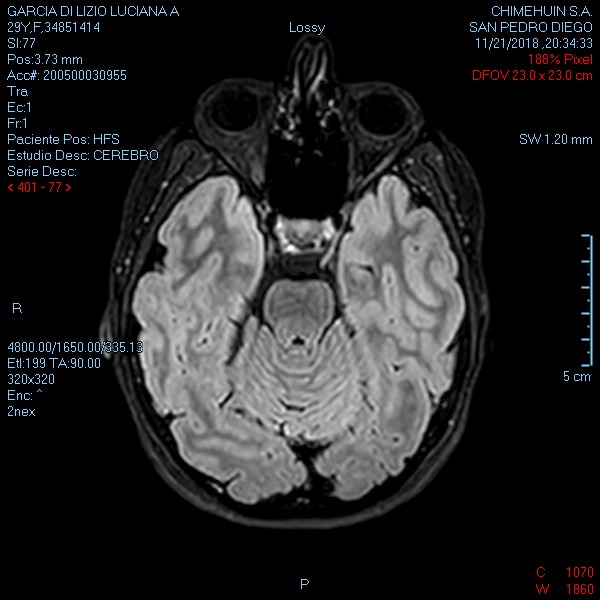 GARCIA DI LIZIO LUCIANA A
29Y,F,34851414
Sl:77
Pos:3.73 mm
Acc#: 200500030955
Tra
Ec:1
Fr:1
Paciente Pos: HFS
Estudio Desc: CEREBRO
Serie Desc:
< 401 - 77 >
Lossy
CHIMEHUIN S.A.
SAN PEDRO DIEGO
11/21/2018 ,20:34:33
188% Pixel
DFOV 23.0 x 23.0 cm
SW 1.20 mm
R
4800.00/1650.00/335.13
Etl:199 TA:90.00
320x320
Enc: ^
2nex
5 cm
P
C 1070
W 1860